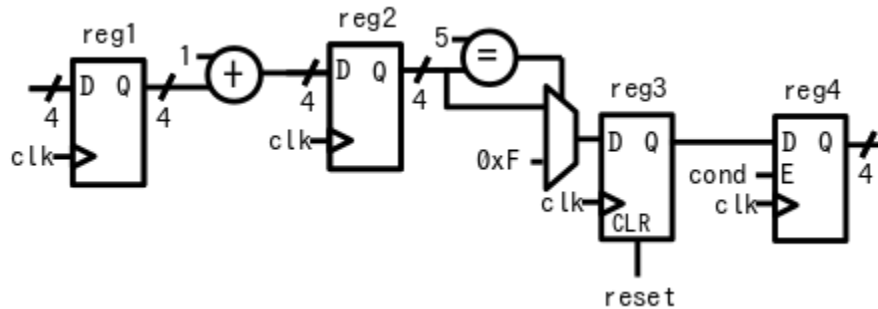 reg1
1
+
D Q
4
4
clk
reg2
4
D Q
4
clk
5
=
0xF
reg3
D Q
clk
CLR
reset
reg4
D Q
cond
E
clk
4